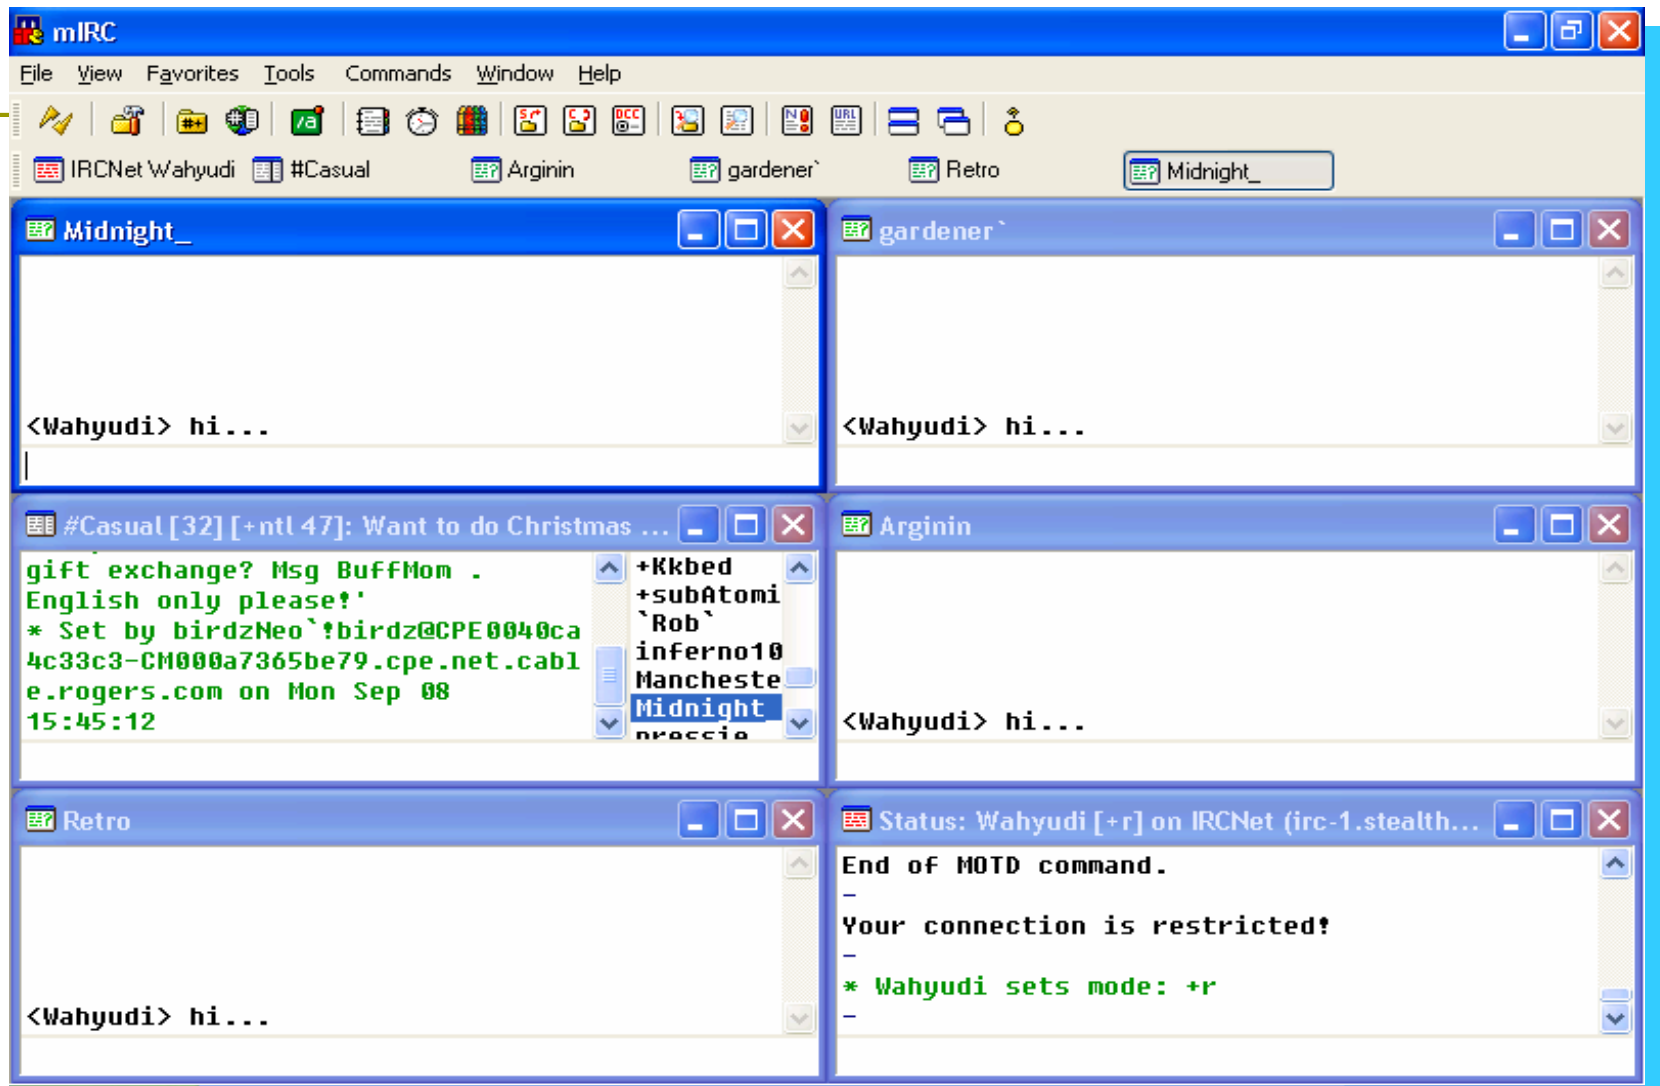 mIRC
File View Favorites Tools Commands Window Help
IRCNet Wahyudi #Casual Arginin gardener` Retro Midnight_
Midnight_
<Wahyudi> hi...
gardener`
<Wahyudi> hi...
#Casual [32] [+ntl 47]: Want to do Christmas ...
gift exchange? Msg BuffMom .
English only please!'
* Set by birdzNeo`!birdz@CPE0040ca
4c33c3-CM000a7365be79.cpe.net.cabl
e.rogers.com on Mon Sep 08
15:45:12
+Kkbed
+subAtomi
`Rob`
inferno10
Mancheste
Midnight_
pressie
Arginin
<Wahyudi> hi...
Retro
<Wahyudi> hi...
Status: Wahyudi [+r] on IRCNet (irc-1.stealth...
End of MOTD command.
-
Your connection is restricted!
-
* Wahyudi sets mode: +r
-